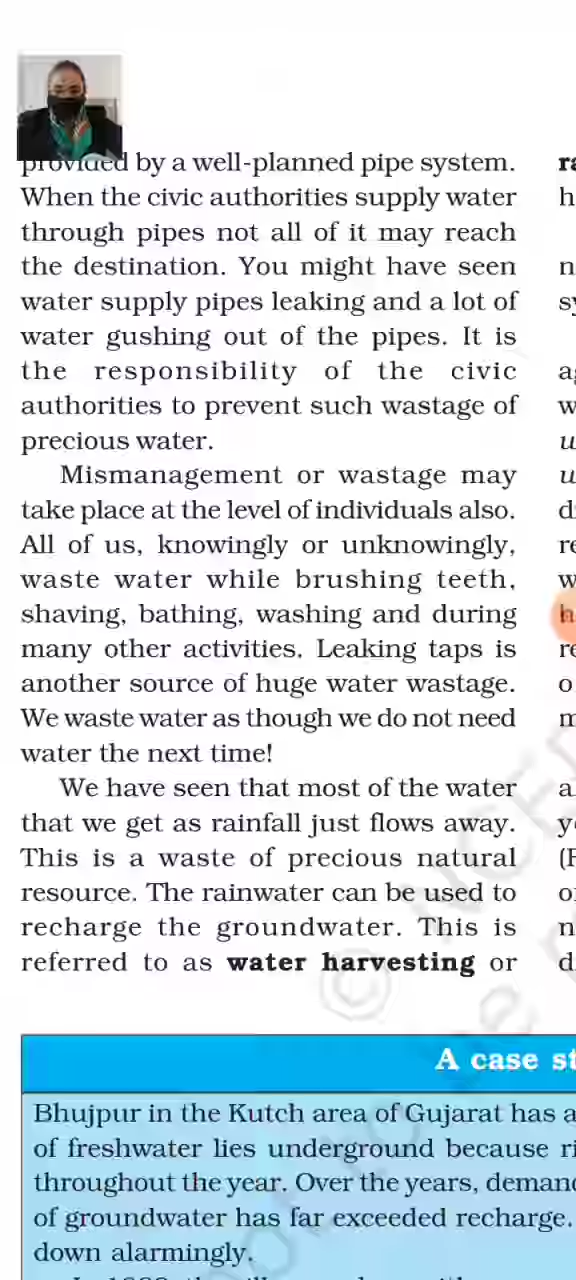 provided by a well-planned pipe system.
When the civic authorities supply water
through pipes not all of it may reach
the destination. You might have seen
water supply pipes leaking and a lot of
water gushing out of the pipes. It is
the responsibility of the civic
authorities to prevent such wastage of
precious water.
Mismanagement or wastage may
take place at the level of individuals also.
All of us, knowingly or unknowingly,
waste water while brushing teeth,
shaving, bathing, washing and during
many other activities. Leaking taps is
another source of huge water wastage.
We waste water as though we do not need
water the next time!
We have seen that most of the water
that we get as rainfall just flows away.
This is a waste of precious natural
resource. The rainwater can be used to
recharge the groundwater. This is
referred to as water harvesting or
A case st
Bhujpur in the Kutch area of Gujarat has a
of freshwater lies underground because ri
throughout the year. Over the years, demand
of groundwater has far exceeded recharge.
down alarmingly.